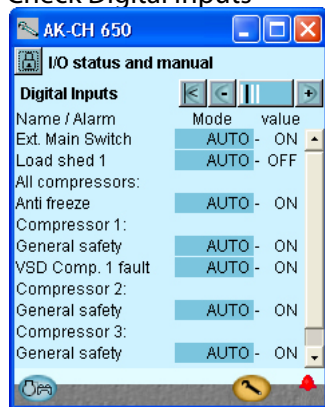 Check Digital Inputs
AK-CH 650
I/O status and manual
Digital Inputs
Name / Alarm Mode value
Ext. Main Switch AUTO - ON
Load shed 1 AUTO - OFF
All compressors:
Anti freeze AUTO - ON
Compressor 1:
General safety AUTO - ON
VSD Comp. 1 fault AUTO - ON
Compressor 2:
General safety AUTO - ON
Compressor 3:
General safety AUTO - ON